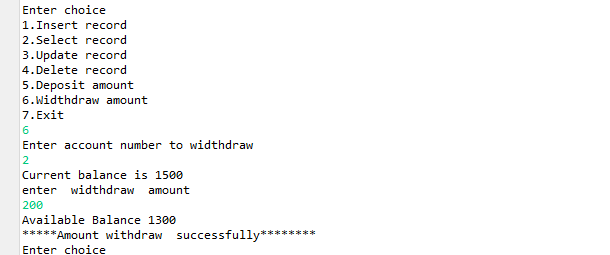 Enter choice
1.Insert record
2.Select record
3.Update record
4.Delete record
5.Deposit amount
6.Widthdraw amount
7.Exit
6
Enter account number to widthdraw
2
Current balance is 1500
enter  widthdraw  amount
200
Available Balance 1300
*****Amount withdraw  successfully********
Enter choice